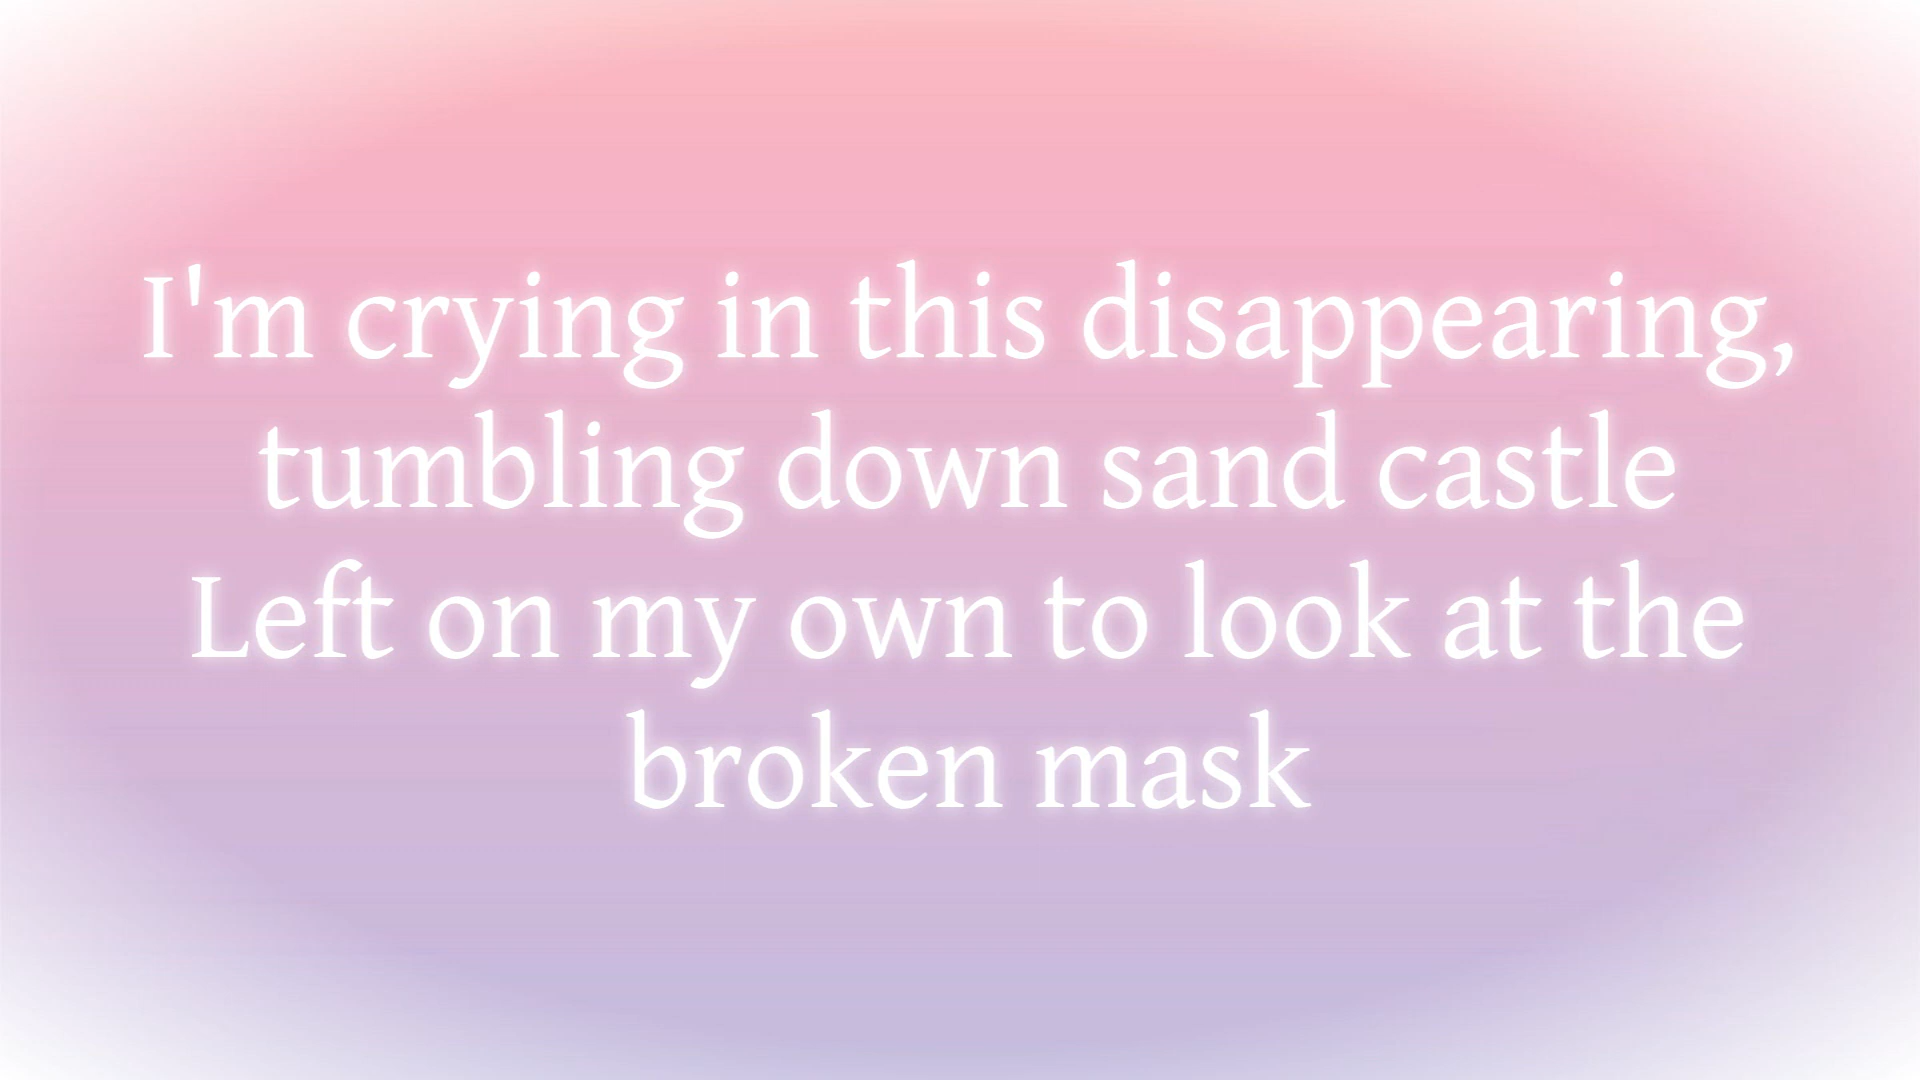 I'm crying in this disappearing,
tumbling down sand castle
Left on my own to look at the
broken mask